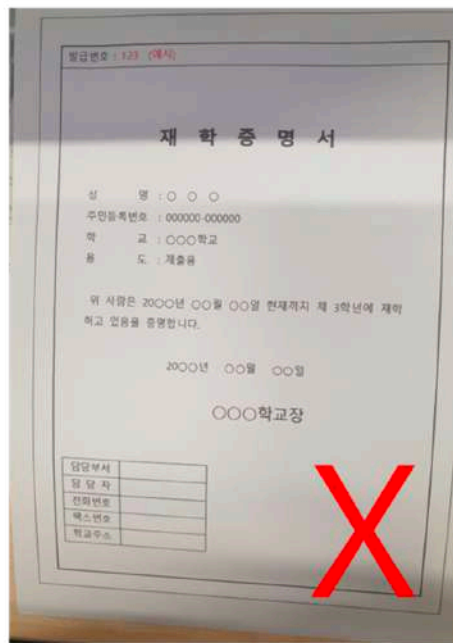 발급번호 : 123 (예시)
재 학 증 명 서
성 명 : ○ ○ ○
주민등록번호 : 000000-000000
학 교 : ○○○학교
용 도 : 제출용
위 사람은 20○○년 ○○월 ○○일 현재까지 제 3학년에 재학
하고 있음을 증명합니다.
20○○년 ○○월 ○○일
○○○학교장
담당부서
담 당 자
전화번호
팩스번호
학교주소
X